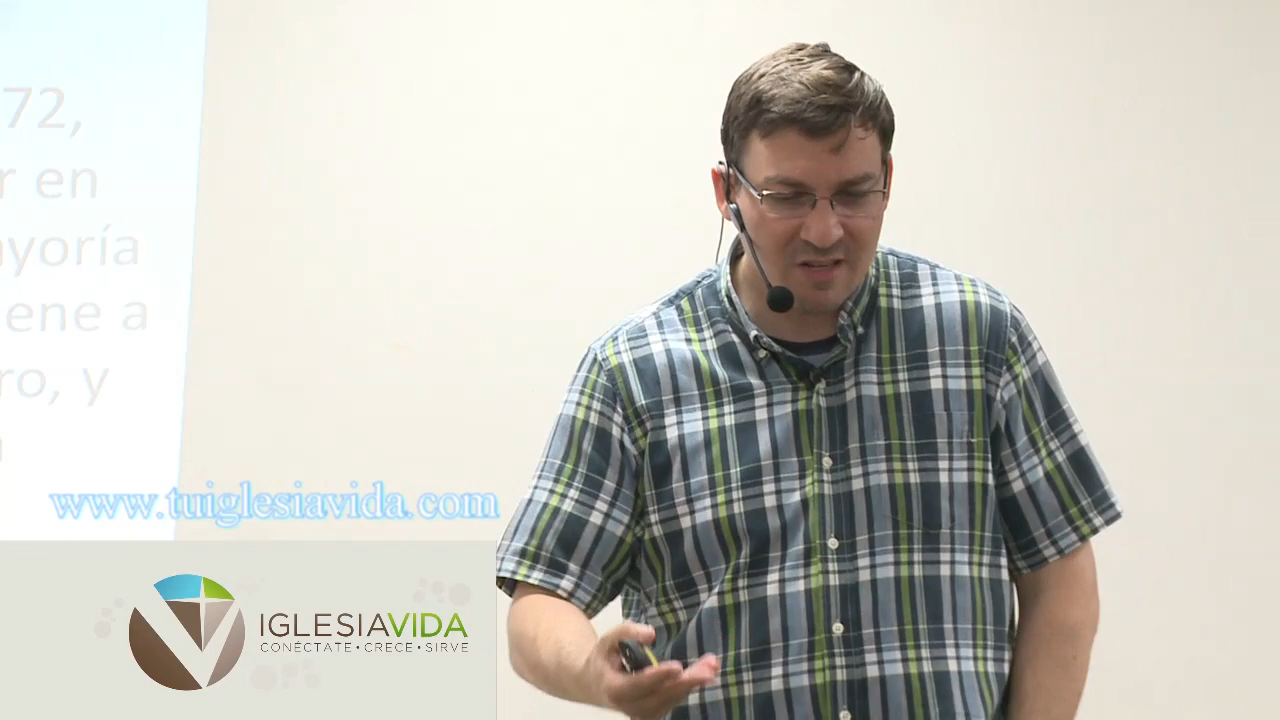 72,
r en
yoría
ene a
ro, y
www.tuiglesiavida.com
IGLESIAVIDA
CONÉCTATE • CRECE • SIRVE